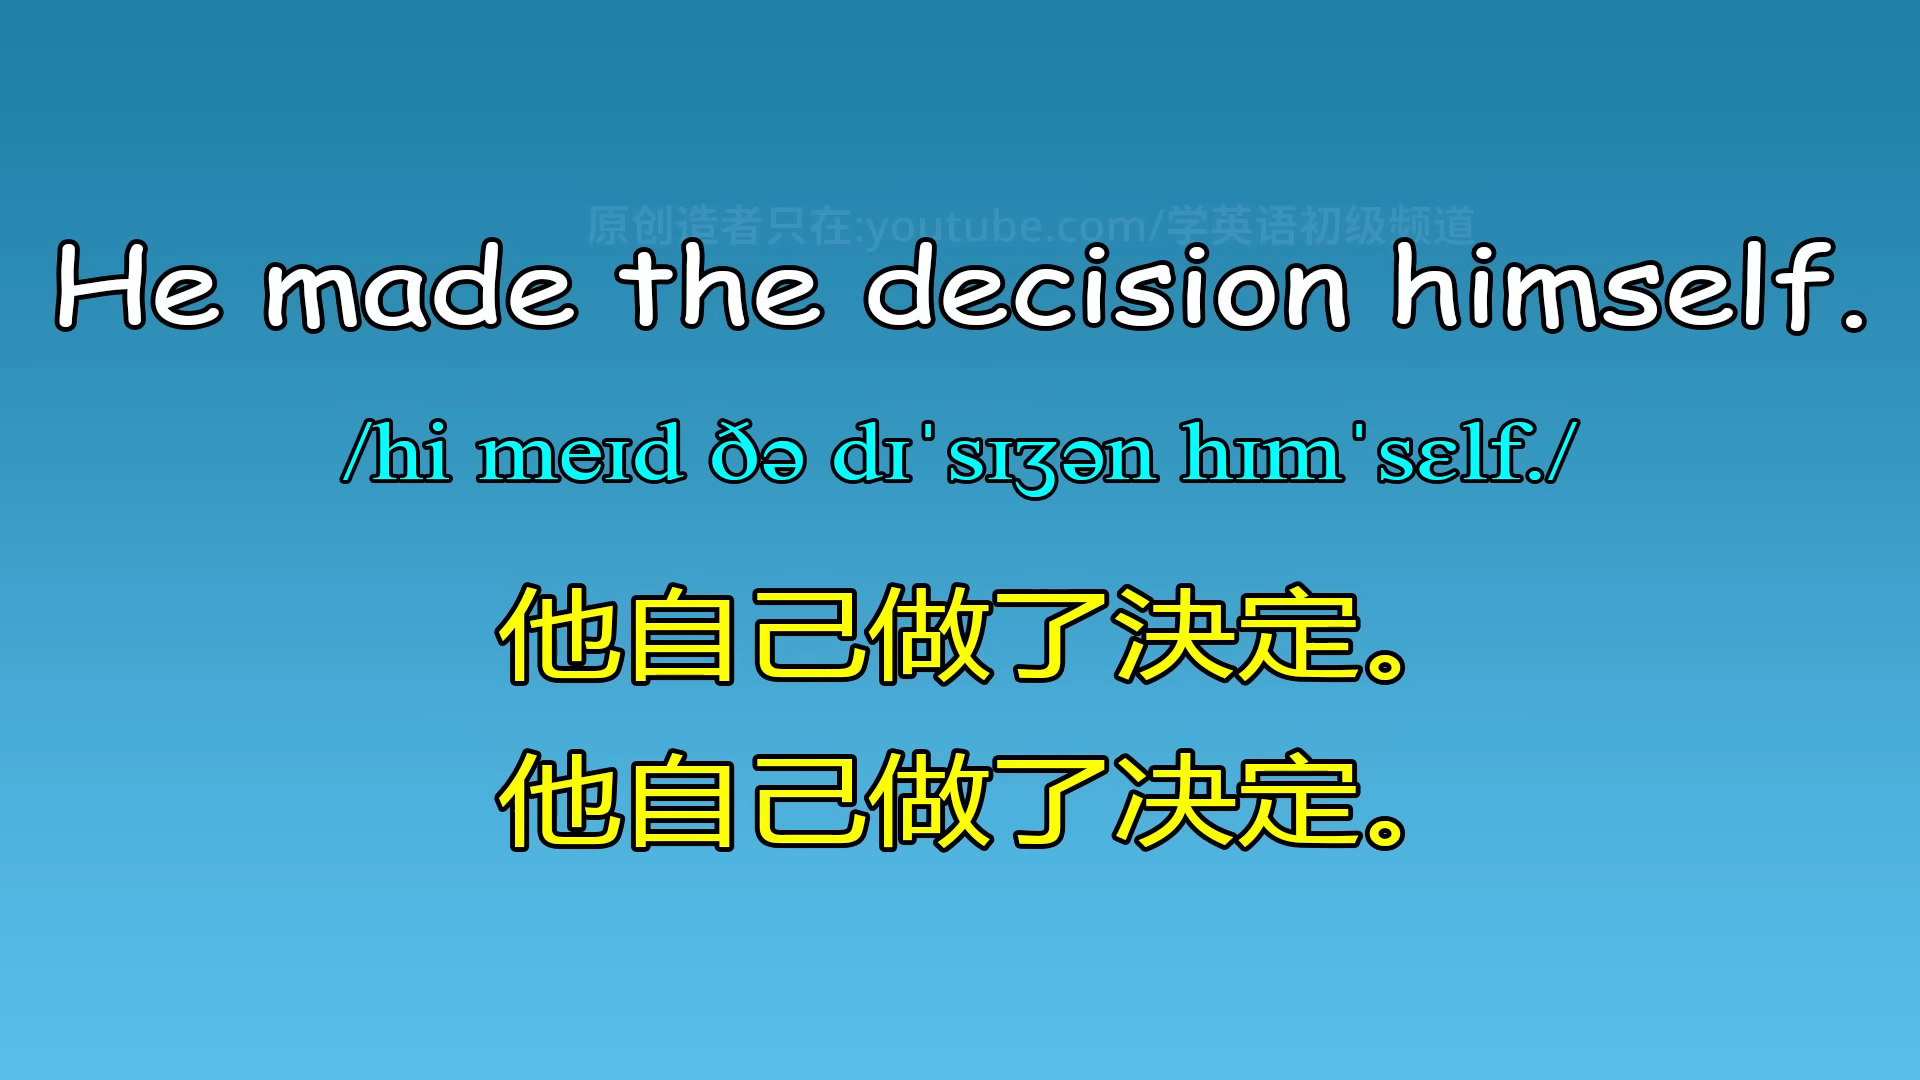 原创造者只在:youtube.com/学英语初级频道
He made the decision himself.
/hi meɪd ðə dɪˈsɪʒən hɪmˈsɛlf./
他自己做了決定。
他自己做了决定。